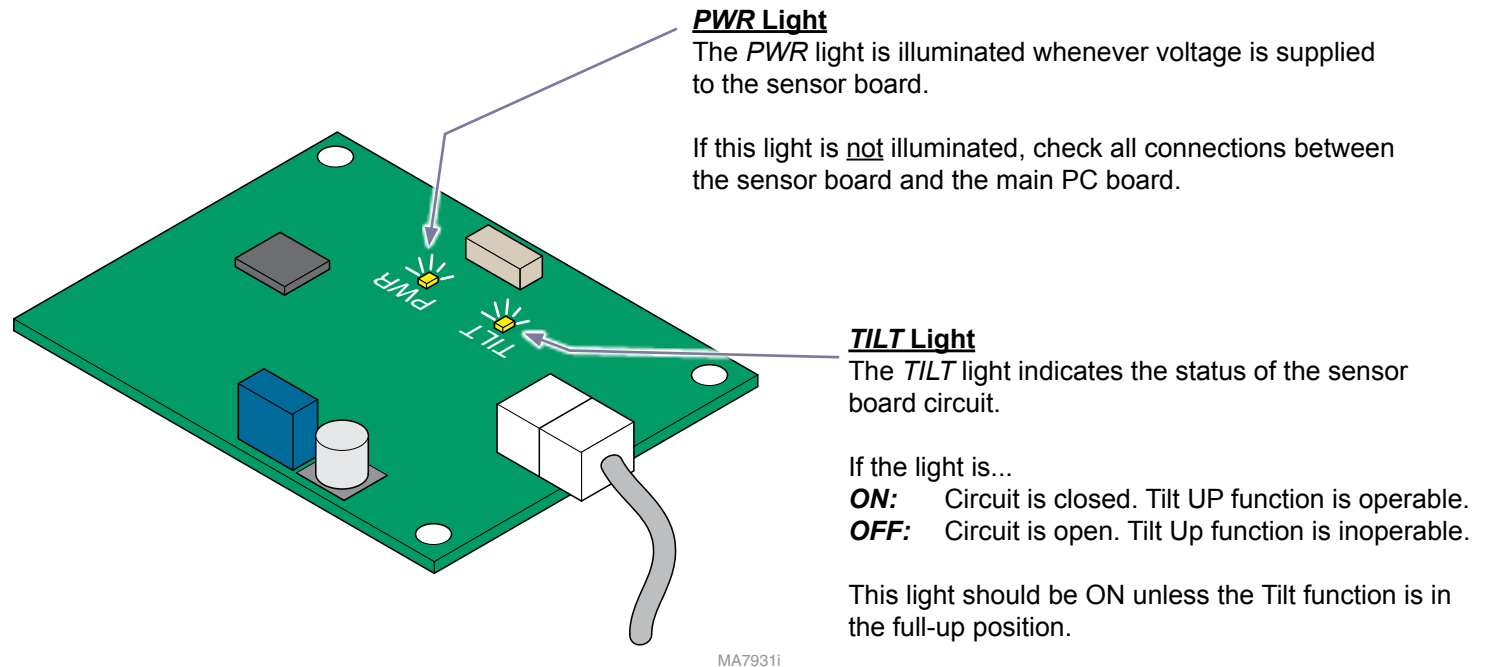 PWR Light
The PWR light is illuminated whenever voltage is supplied
to the sensor board.
If this light is not illuminated, check all connections between
the sensor board and the main PC board.
PWR
TILT
TILT Light
The TILT light indicates the status of the sensor
board circuit.
If the light is...
ON: Circuit is closed. Tilt UP function is operable.
OFF: Circuit is open. Tilt Up function is inoperable.
This light should be ON unless the Tilt function is in
the full-up position.
MA7931i